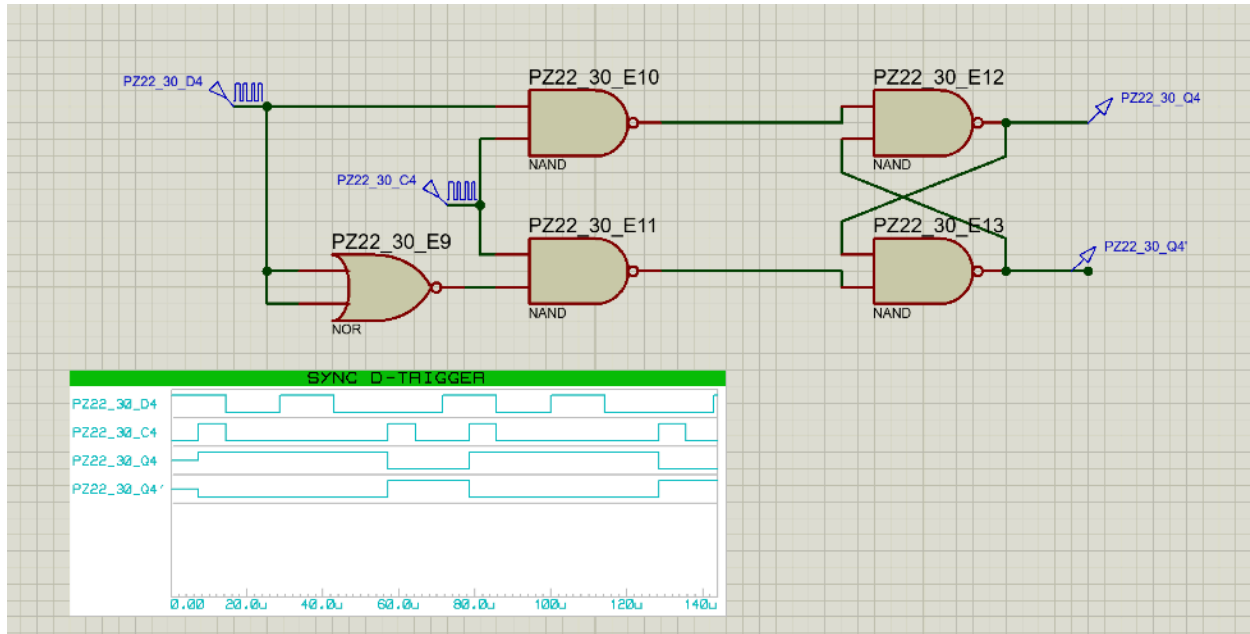 PZ22_30_D4
PZ22_30_E10
NAND
PZ22_30_E12
NAND
PZ22_30_Q4
PZ22_30_C4
PZ22_30_E9
NOR
PZ22_30_E11
NAND
PZ22_30_E13
NAND
PZ22_30_Q4'
SYNC D-TRIGGER
PZ22_30_D4
PZ22_30_C4
PZ22_30_Q4
PZ22_30_Q4'
0.00 20.0u 40.0u 60.0u 80.0u 100u 120u 140u